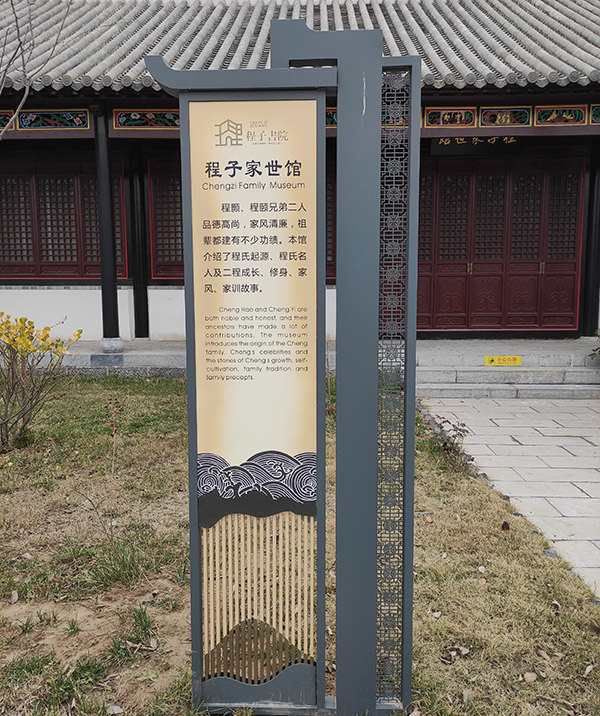 程子書院
程子家世馆
Chengzi Family Museum
程颢、程颐兄弟二人
品德高尚，家风清廉，祖
辈都建有不少功绩。本馆
介绍了程氏起源、程氏名
人及二程成长、修身、家
风、家训故事。
Cheng Hao and Cheng Yi are
both noble and honest, and their
ancestors have made a lot of
contributions. The museum
introduces the origin of the Cheng
family, Cheng's celebrities and
the stories of Cheng's growth, self-
cultivation, family tradition and
family precepts.